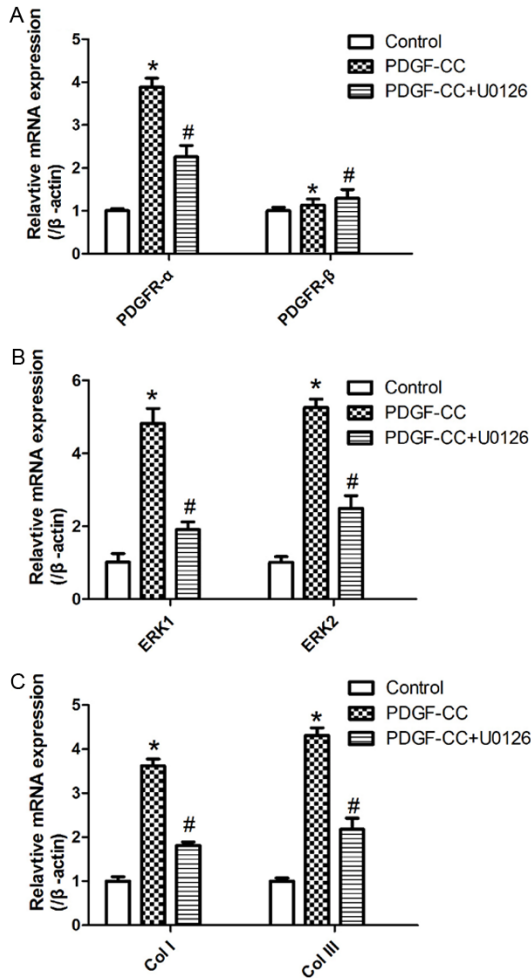 A
Relavtive mRNA expression
(/β -actin)
5
4
3
2
1
0
*
#
*
#
Control
PDGF-CC
PDGF-CC+U0126
PDGFR-α
PDGFR-β
B
Relavtive mRNA expression
(/β -actin)
6
4
2
0
*
#
*
#
Control
PDGF-CC
PDGF-CC+U0126
ERK1
ERK2
C
Relavtive mRNA expression
(/β -actin)
5
4
3
2
1
0
*
#
*
#
Control
PDGF-CC
PDGF-CC+U0126
Col I
Col III